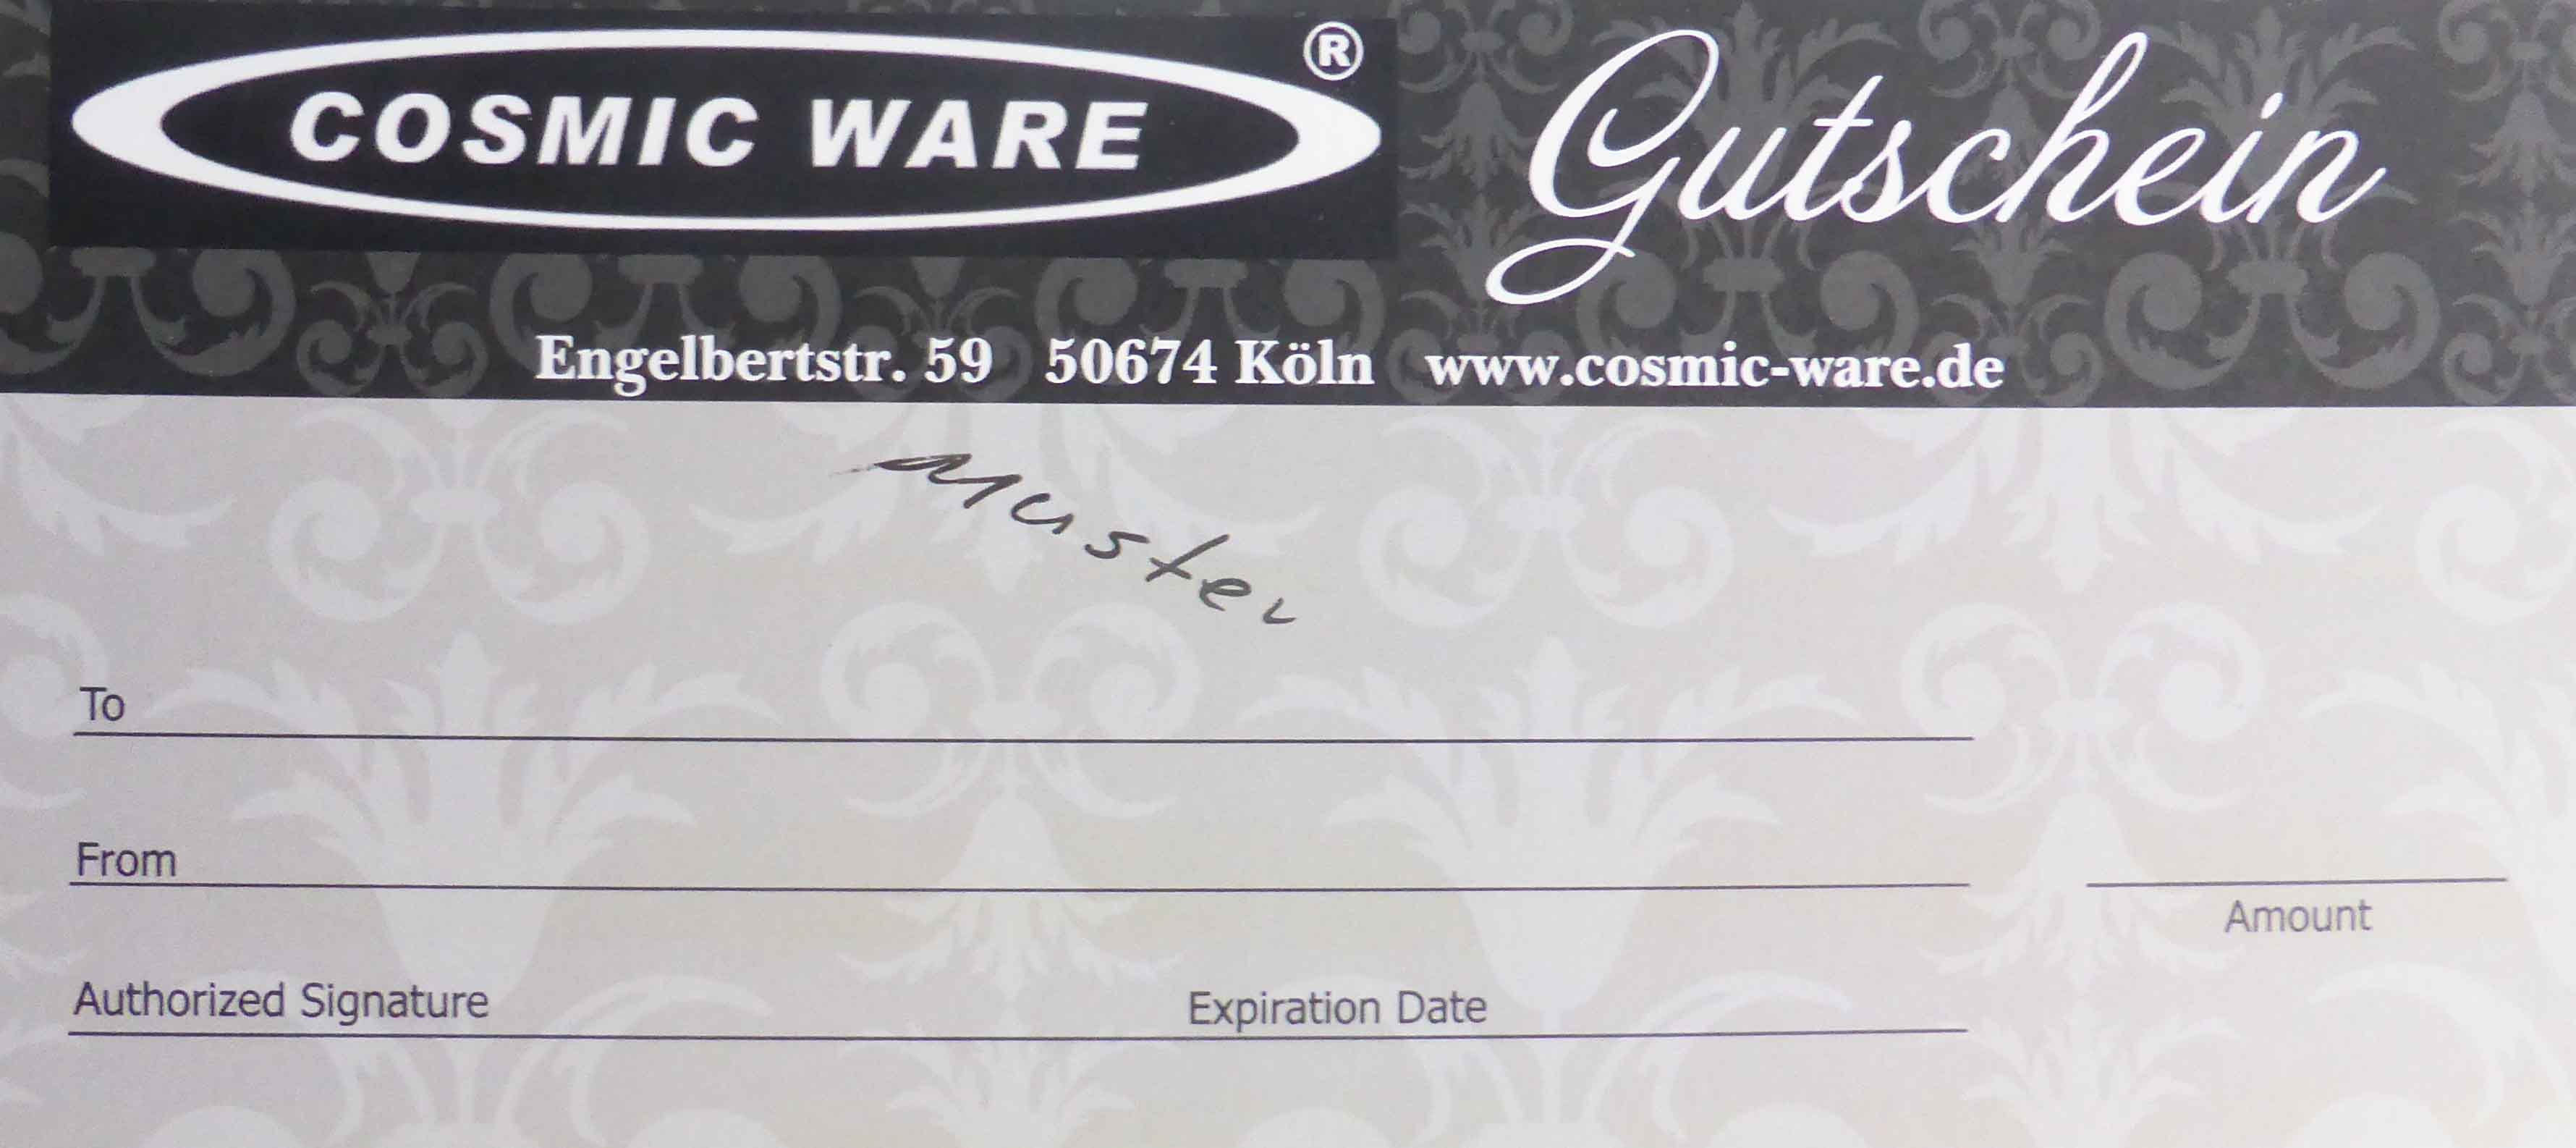 COSMIC WARE ®
Gutschein
Engelbertstr. 59 50674 Köln www.cosmic-ware.de
Muster
To
From
Amount
Authorized Signature Expiration Date